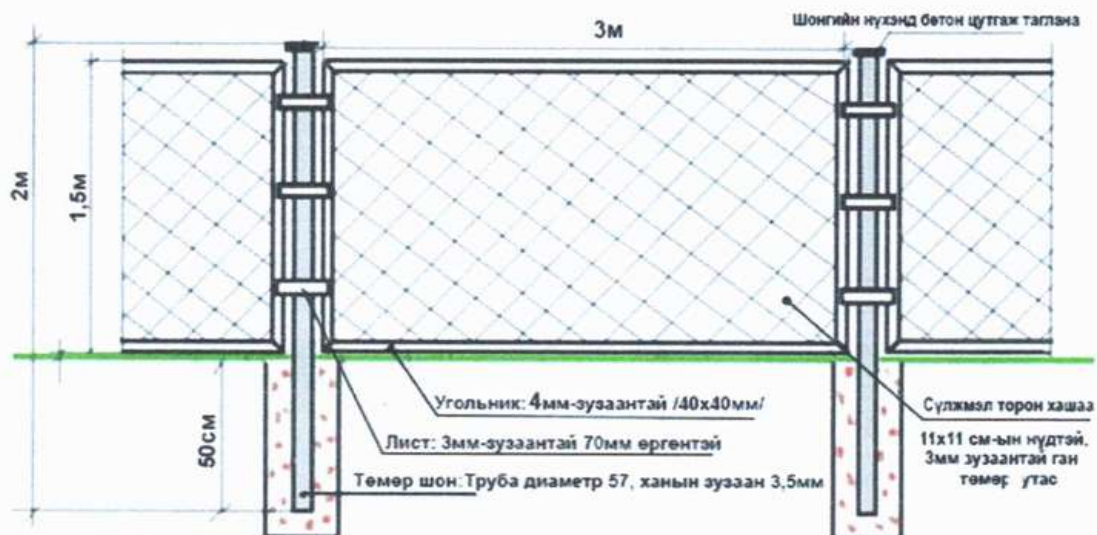 Шонгийн нүхэнд бетон цутгаж таглана
3м
2м
1,5м
50см
Угольник: 4мм-зузаантай /40х40мм/
Лист: 3мм-зузаантай 70мм өргөнтэй
Төмөр шон: Труба диаметр 57, ханын зузаан 3,5мм
Сүлжмэл торон хашаа
11х11 см-ын нүдтэй,
3мм зузаантай ган
төмөр утас